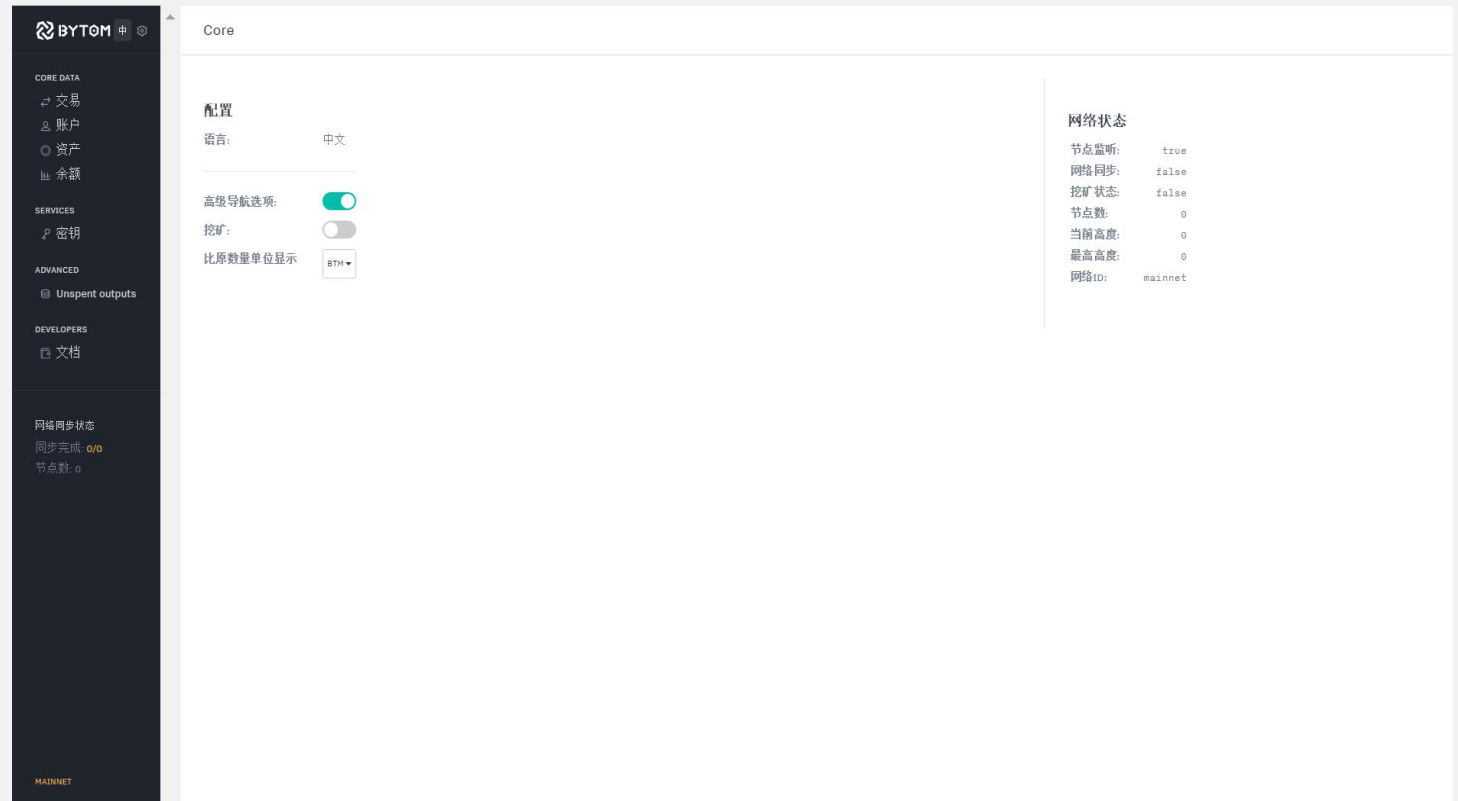 BYTOM 中
CORE DATA
交易
账户
资产
余额
SERVICES
密钥
ADVANCED
Unspent outputs
DEVELOPERS
文档
网络同步状态
同步完成: 0/0
节点数: 0
MAINNET
Core
配置
语言: 中文
高级导航选项:
挖矿:
比原数量单位显示 BTM
网络状态
节点监听: true
网络同步: false
挖矿状态: false
节点数: 0
当前高度: 0
最高高度: 0
网络ID: mainnet